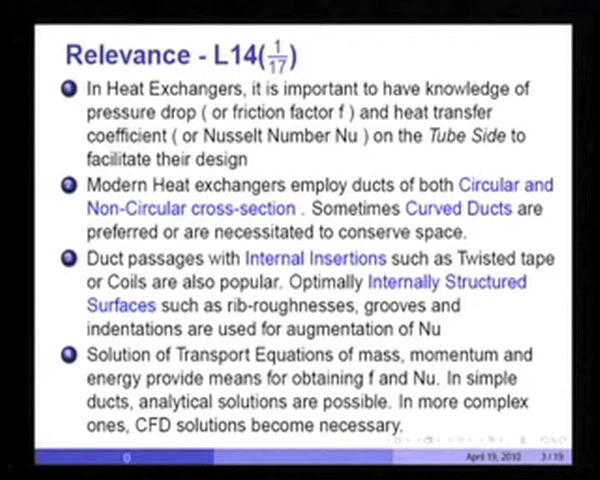 Relevance - L14(1/17)
1 In Heat Exchangers, it is important to have knowledge of
pressure drop ( or friction factor f ) and heat transfer
coefficient ( or Nusselt Number Nu ) on the Tube Side to
facilitate their design
2 Modern Heat exchangers employ ducts of both Circular and
Non-Circular cross-section . Sometimes Curved Ducts are
preferred or are necessitated to conserve space.
3 Duct passages with Internal Insertions such as Twisted tape
or Coils are also popular. Optimally Internally Structured
Surfaces such as rib-roughnesses, grooves and
indentations are used for augmentation of Nu
4 Solution of Transport Equations of mass, momentum and
energy provide means for obtaining f and Nu. In simple
ducts, analytical solutions are possible. In more complex
ones, CFD solutions become necessary.
() April 19, 2010 3 / 19